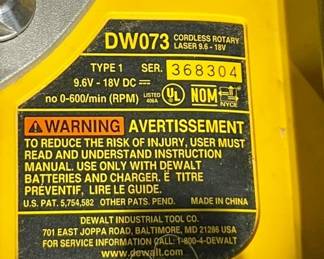 DW073 CORDLESS ROTARY
LASER 9.6 - 18V
TYPE 1 SER. 368304
9.6V - 18V DC
no 0-600/min (RPM) LISTED
406A UL NOM NYCE
WARNING AVERTISSEMENT
TO REDUCE THE RISK OF INJURY, USER MUST
READ AND UNDERSTAND INSTRUCTION
MANUAL. USE ONLY WITH DEWALT
BATTERIES AND CHARGER. È TITRE
PRÉVENTIF, LIRE LE GUIDE.
U.S. PAT. 5,754,582 OTHER PATS. PEND. MADE IN CHINA
DEWALT INDUSTRIAL TOOL CO.
701 EAST JOPPA ROAD, BALTIMORE, MD 21286 USA
FOR SERVICE INFORMATION CALL: 1-800-4-DEWALT
www.dewalt.com